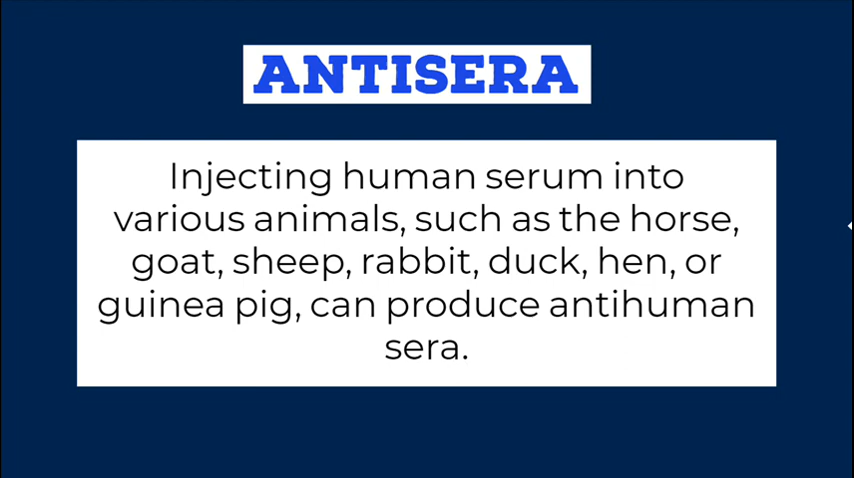 ANTISERA
Injecting human serum into
various animals, such as the horse,
goat, sheep, rabbit, duck, hen, or
guinea pig, can produce antihuman
sera.